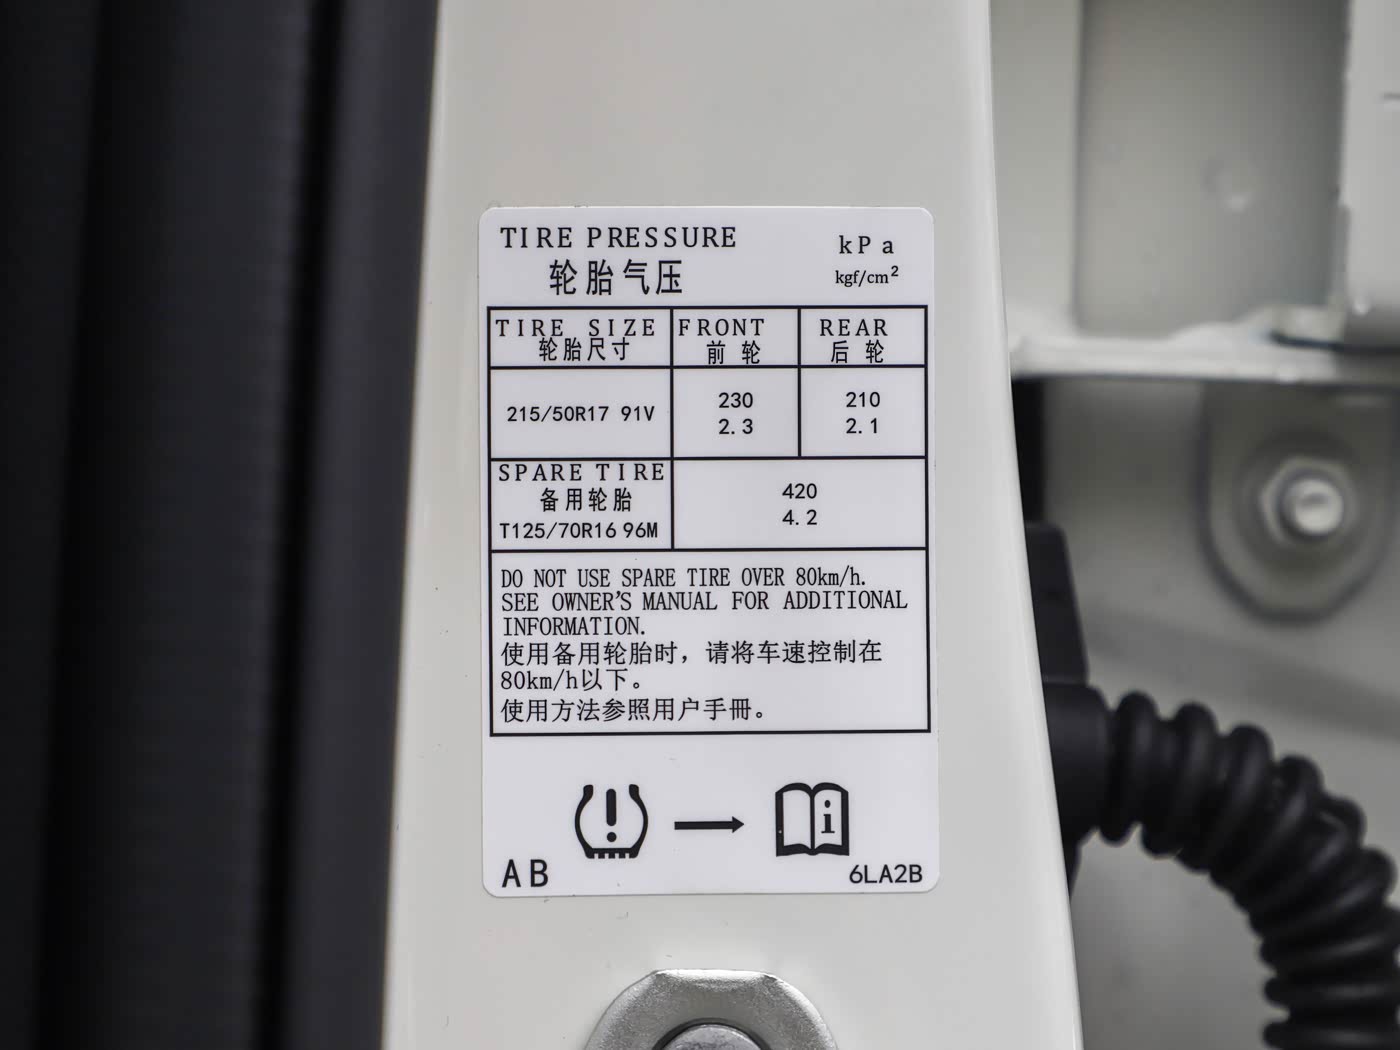 TIRE PRESSURE
kPa
轮胎气压
kgf/cm²
TIRE SIZE
轮胎尺寸
FRONT
前轮
REAR
后轮
215/50R17 91V
230
2.3
210
2.1
SPARE TIRE
备用轮胎
T125/70R16 96M
420
4.2
DO NOT USE SPARE TIRE OVER 80km/h.
SEE OWNER'S MANUAL FOR ADDITIONAL
INFORMATION.
使用备用轮胎时，请将车速控制在
80km/h以下。
使用方法参照用户手冊。
AB
6LA2B